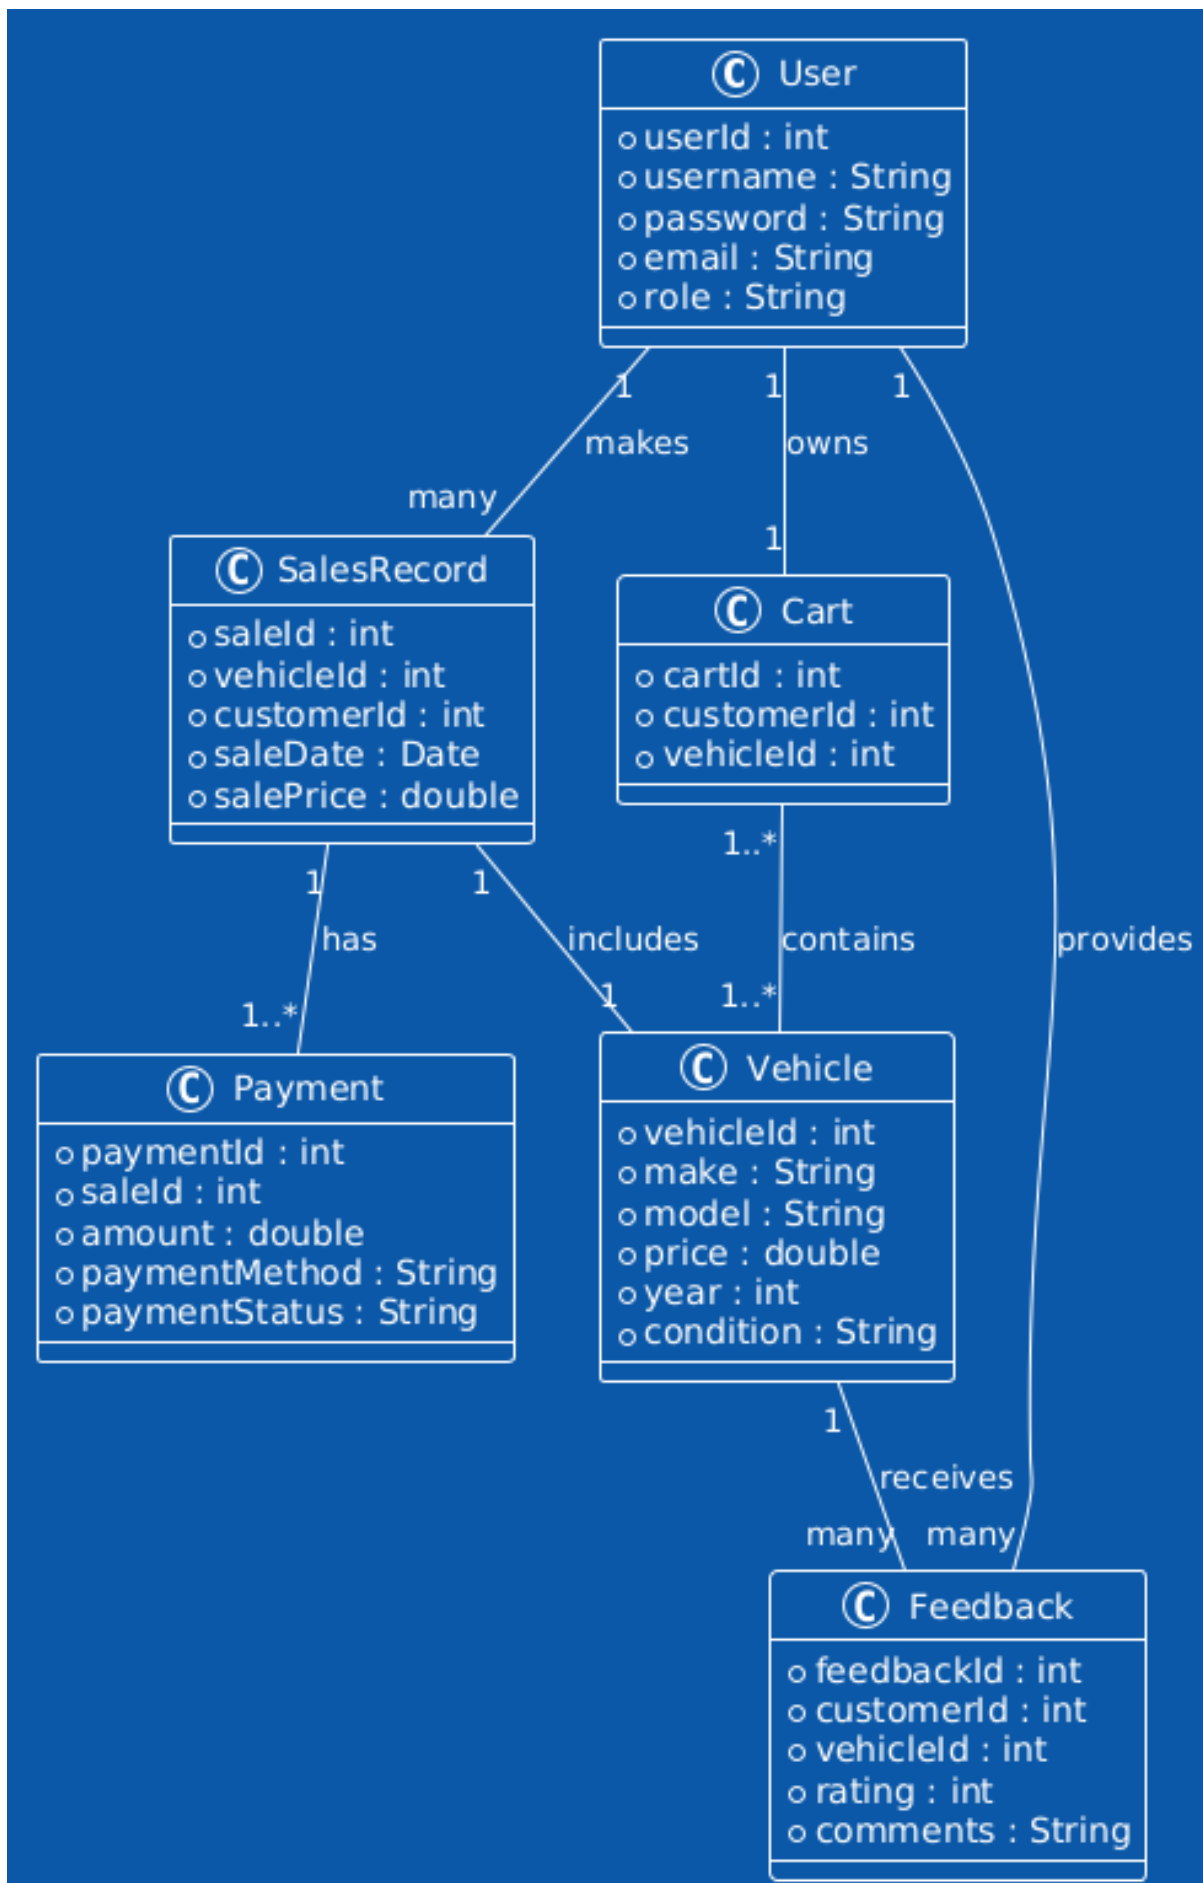 C User
userId : int
username : String
password : String
email : String
role : String
1
1
1
makes
owns
many
1
C SalesRecord
saleId : int
vehicleId : int
customerId : int
saleDate : Date
salePrice : double
C Cart
cartId : int
customerId : int
vehicleId : int
1
1
1..*
has
includes
contains
provides
1..*
1
1..*
C Payment
paymentId : int
saleId : int
amount : double
paymentMethod : String
paymentStatus : String
C Vehicle
vehicleId : int
make : String
model : String
price : double
year : int
condition : String
1
receives
many
many
C Feedback
feedbackId : int
customerId : int
vehicleId : int
rating : int
comments : String